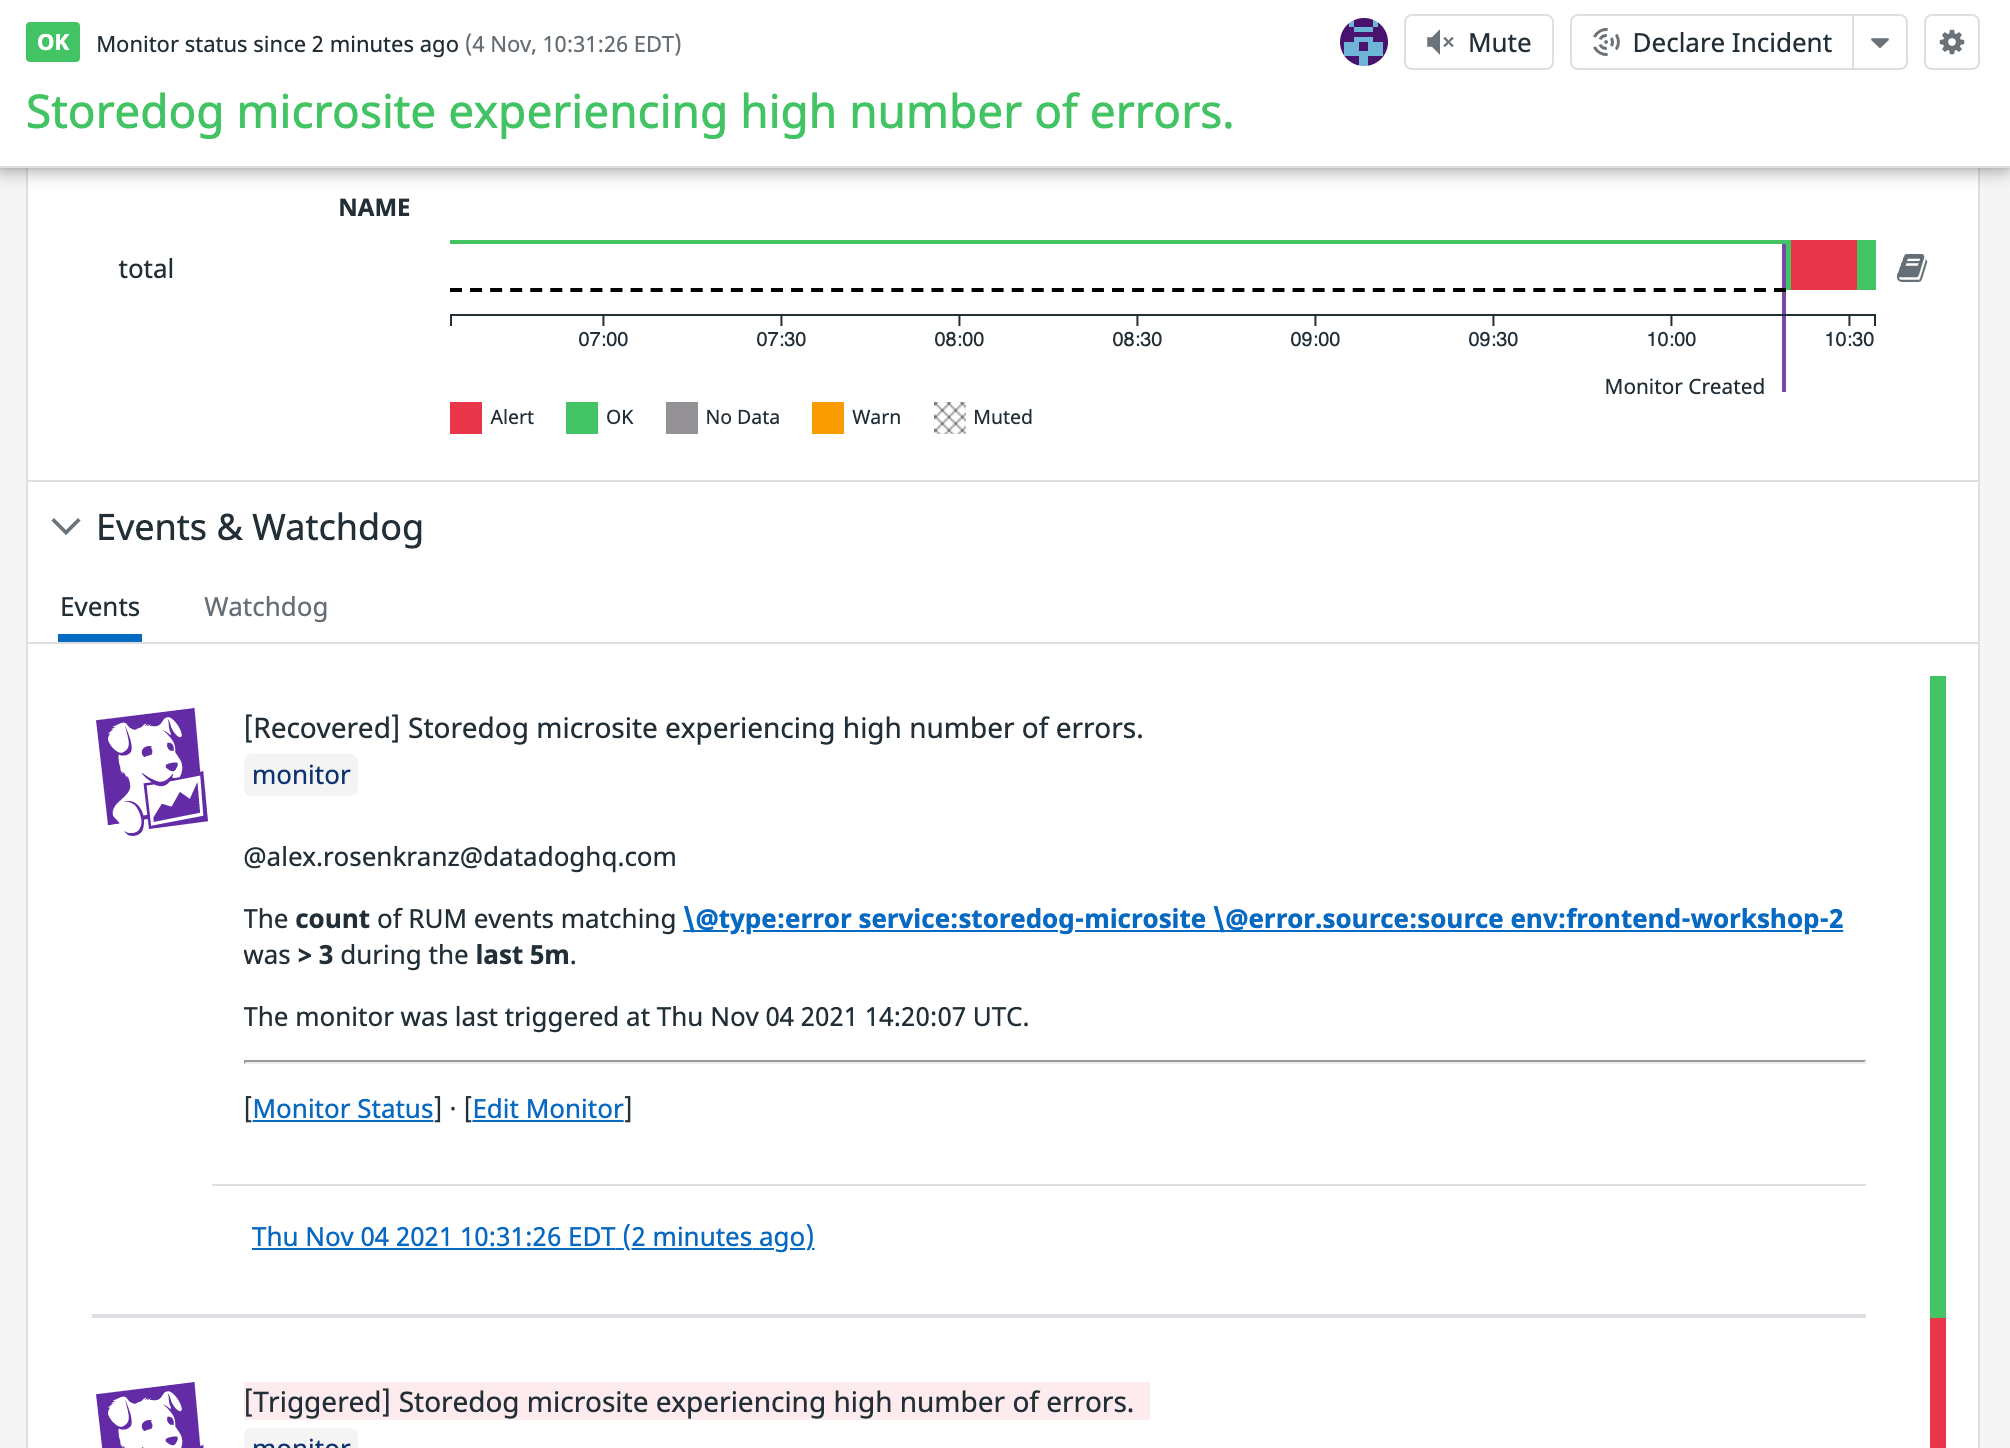 OK Monitor status since 2 minutes ago (4 Nov, 10:31:26 EDT) Mute Declare Incident
Storedog microsite experiencing high number of errors.
NAME
total
07:00 07:30 08:00 08:30 09:00 09:30 10:00 10:30
Monitor Created
Alert OK No Data Warn Muted
Events & Watchdog
Events Watchdog
[Recovered] Storedog microsite experiencing high number of errors.
monitor
@alex.rosenkranz@datadoghq.com
The count of RUM events matching \@type:error service:storedog-microsite \@error.source:source env:frontend-workshop-2
was > 3 during the last 5m.
The monitor was last triggered at Thu Nov 04 2021 14:20:07 UTC.
[Monitor Status] · [Edit Monitor]
Thu Nov 04 2021 10:31:26 EDT (2 minutes ago)
[Triggered] Storedog microsite experiencing high number of errors.
monitor